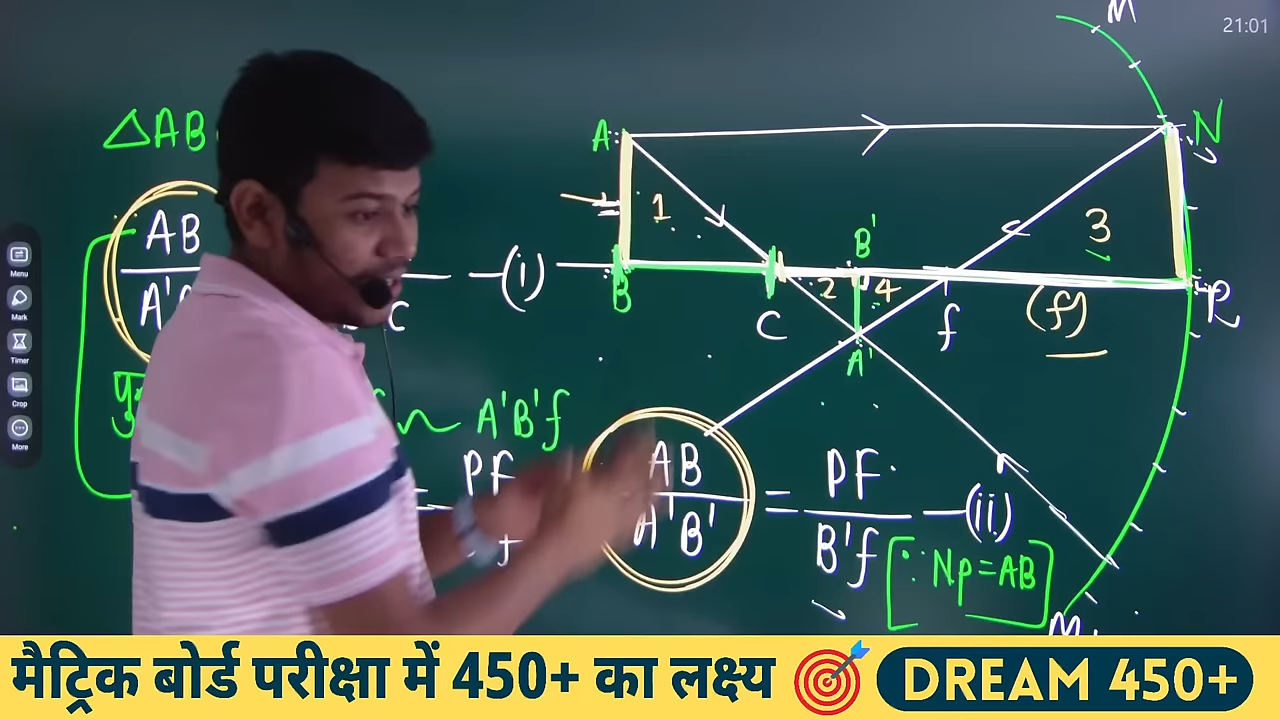 21:01
M
△AB
A
N
1
3
AB
—(i)
B'
B
2
4
P
C
f
(f)
A'
C
Menu
Mark
Timer
Crop
More
~ A'B'f
PF
AB
A'B'
=
PF
B'f
—(ii)
[∵ NP=AB]
M'
मैट्रिक बोर्ड परीक्षा में 450+ का लक्ष्य
DREAM 450+